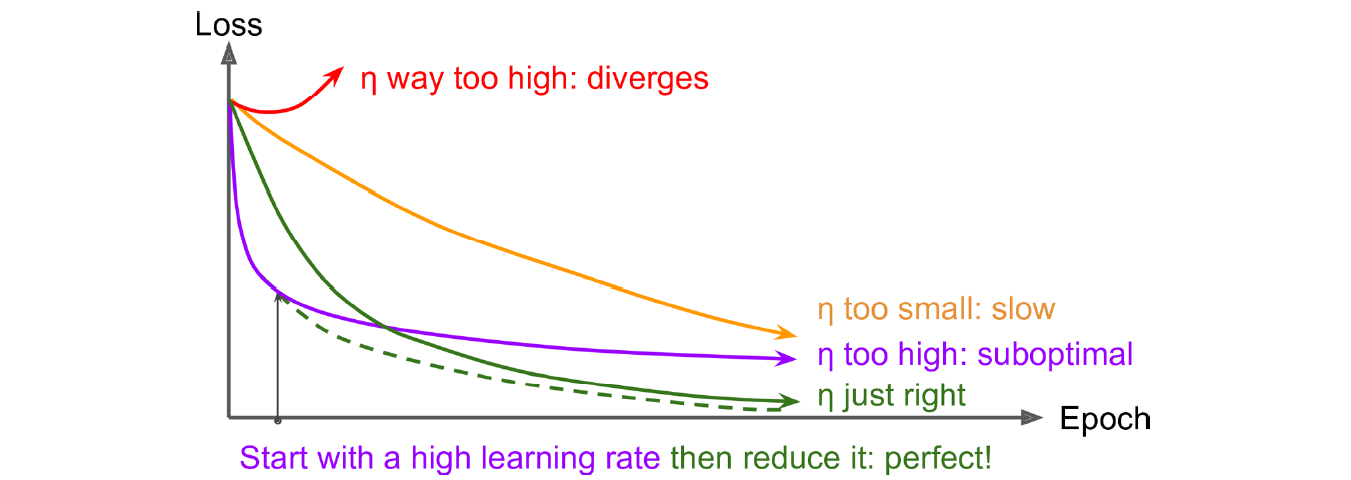 Loss
η way too high: diverges
η too small: slow
η too high: suboptimal
η just right
Epoch
Start with a high learning rate then reduce it: perfect!